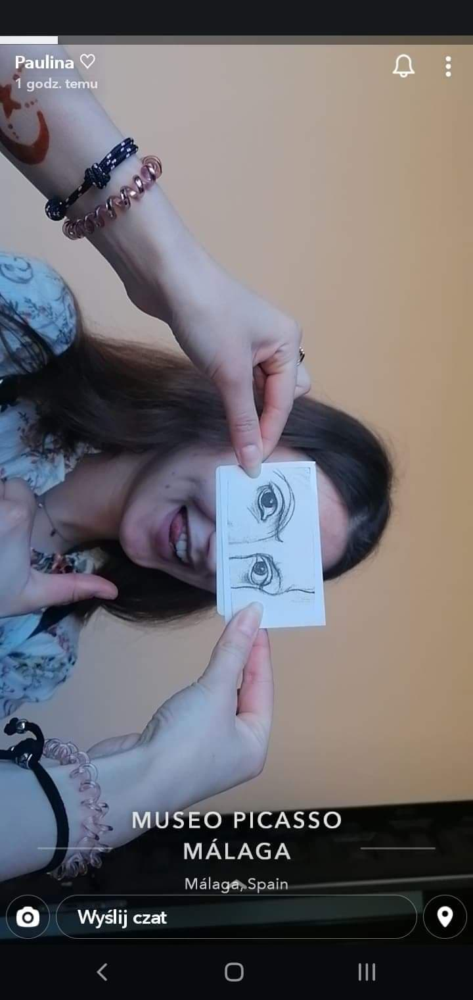 Paulina ♡
1 godz. temu
MUSEO PICASSO
MÁLAGA
Málaga, Spain
Wyślij czat